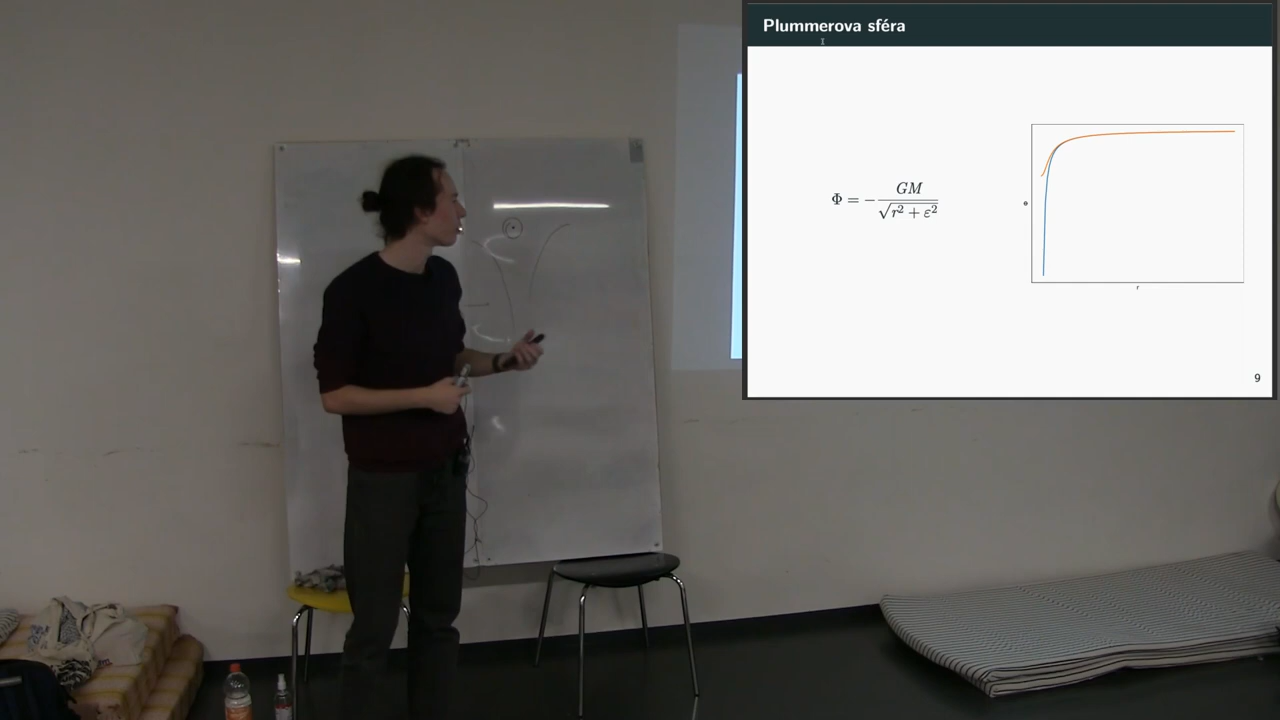 Plummerova sféra
Φ = − GM / √(r² + ε²)
Φ
r
9